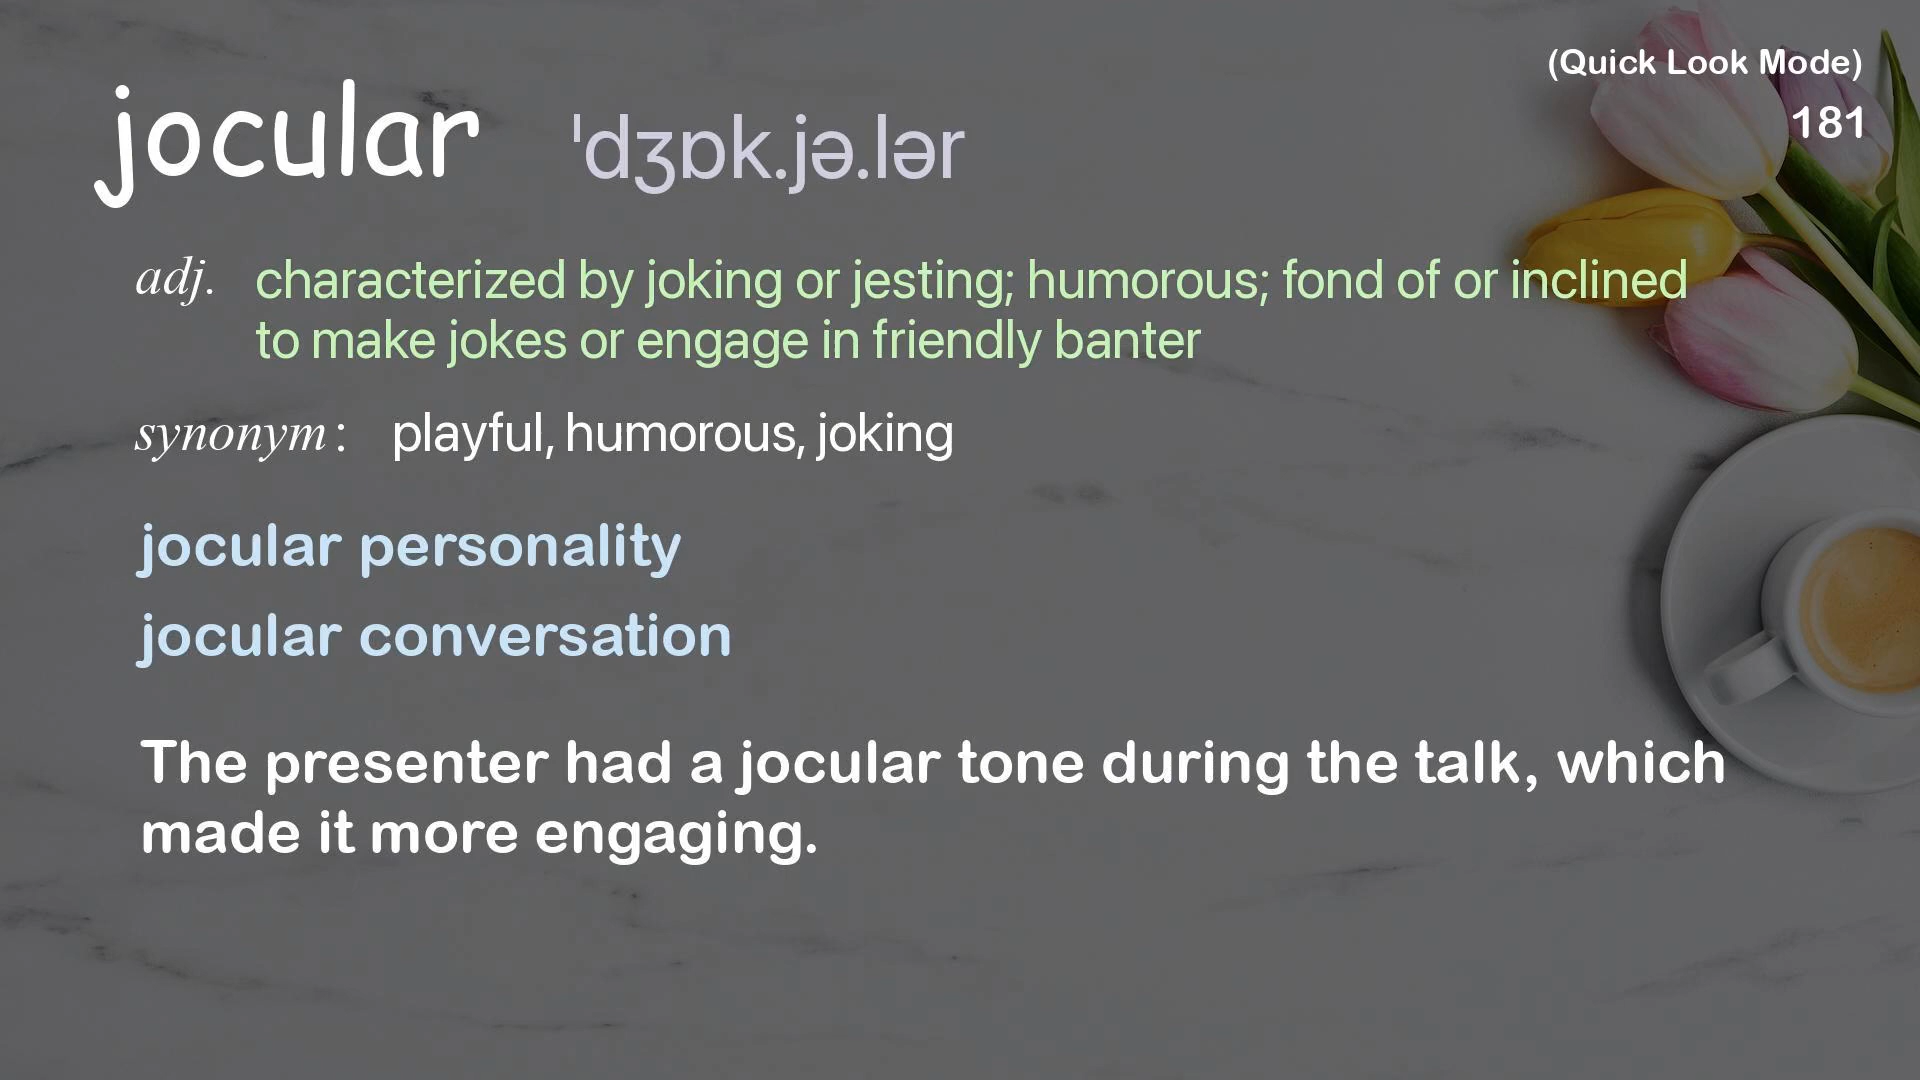 (Quick Look Mode)
181
jocular ˈdʒɒk.jə.lər
adj. characterized by joking or jesting; humorous; fond of or inclined
to make jokes or engage in friendly banter
synonym: playful, humorous, joking
jocular personality
jocular conversation
The presenter had a jocular tone during the talk, which
made it more engaging.